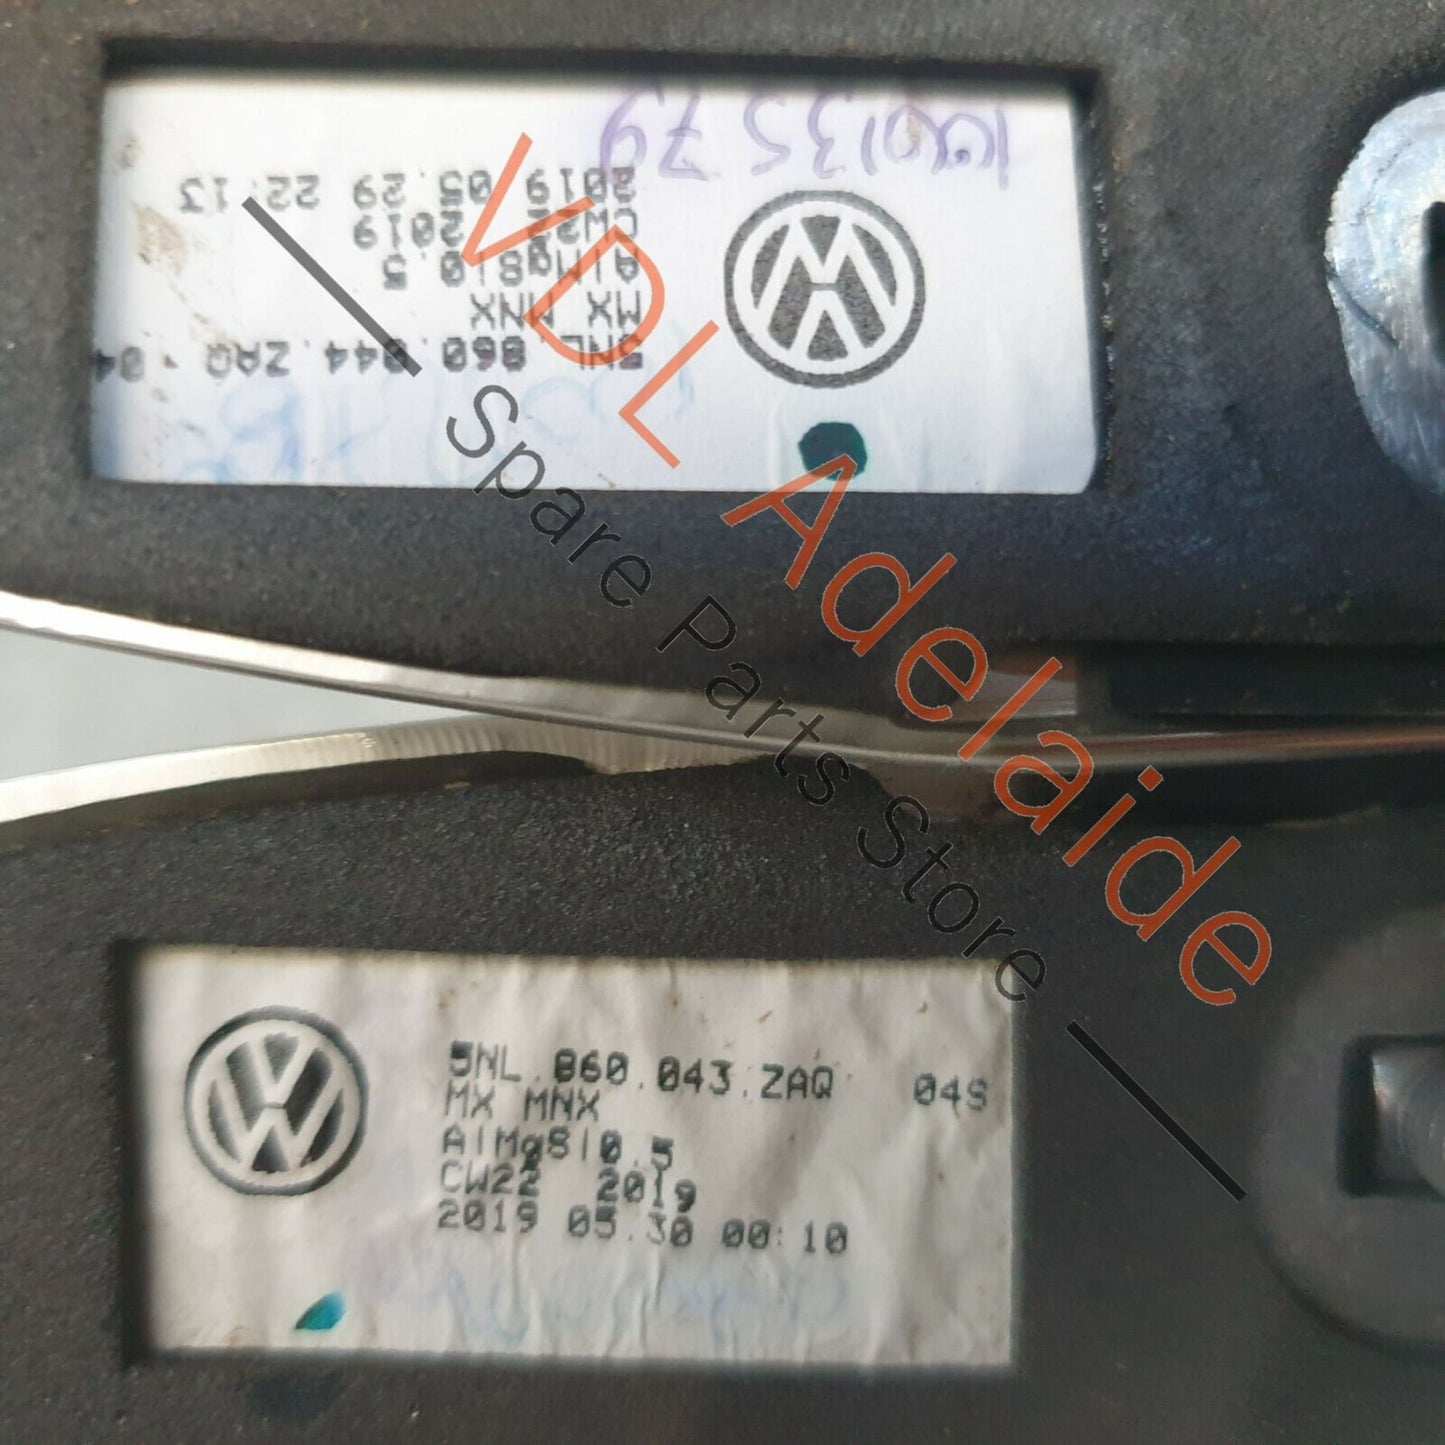 1K0013579
2019 05.29 22:13
CW22 2019
AlMg8i0.5
MX MNX
5NL.860.044.ZAQ 04
VDL Adelaide
Spare Parts Store
5NL.860.043.ZAQ 04S
MX MNX
AlMg8i0.5
CW22 2019
2019 05.30 00:10